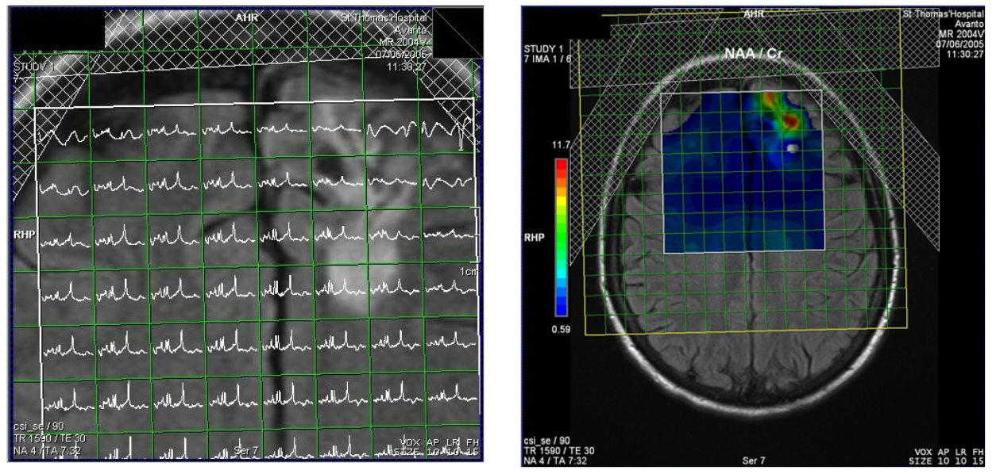 AHR
St.Thomas'Hospital
Avanto
MR 2004V
07/06/2005
11:30:27
STUDY 1
RHP
1cm
csi_se / 90
TR 1590 / TE 30
NA 4 / TA 7:32
Ser 7
VOX AP LR FH
SIZE 10 10 15
AHR
St.Thomas'Hospital
Avanto
MR 2004V
07/06/2005
11:30:27
STUDY 1
7 IMA 1 / 6
NAA / Cr
11.7
RHP
0.59
csi_se / 90
TR 1590 / TE 30
NA 4 / TA 7:32
Ser 7
VOX AP LR FH
SIZE 10 10 15